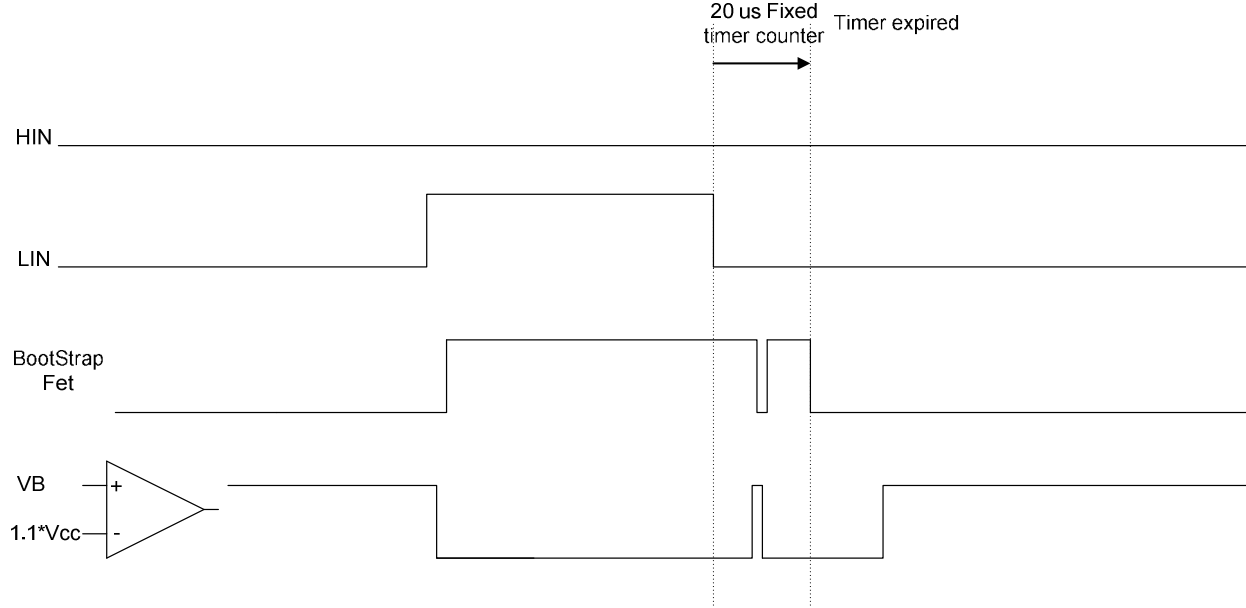 20 us Fixed
timer counter
Timer expired
HIN
LIN
BootStrap
Fet
VB
+
1.1*Vcc
-